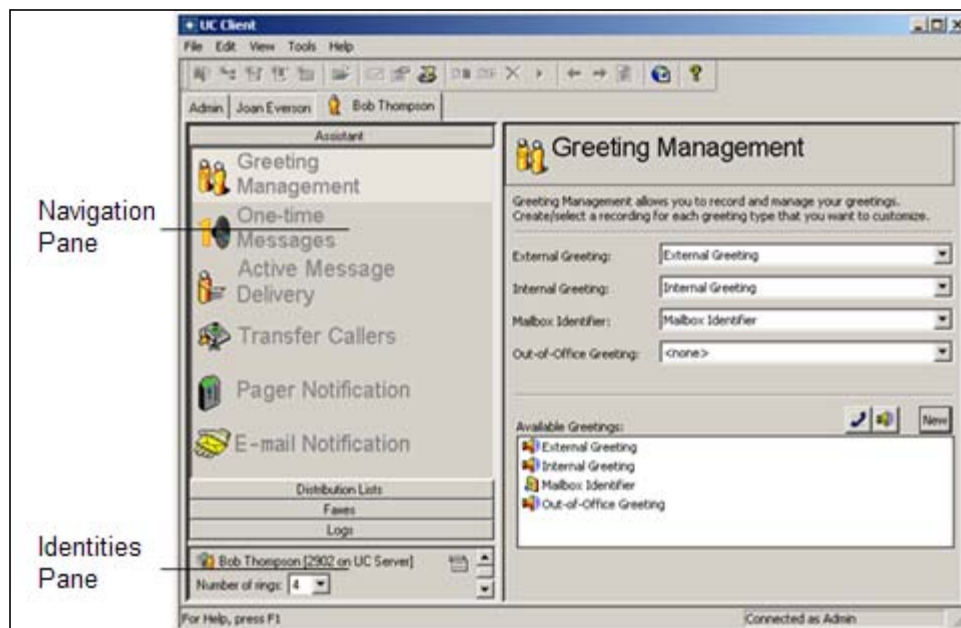 UC Client
File Edit View Tools Help
Admin Joan Everson Bob Thompson
Assistant
Greeting
Management
One-time
Messages
Active Message
Delivery
Transfer Callers
Pager Notification
E-mail Notification
Distribution Lists
Faxes
Logs
Bob Thompson [2902 on UC Server]
Number of rings: 4
Greeting Management
Greeting Management allows you to record and manage your greetings.
Create/select a recording for each greeting type that you want to customize.
External Greeting: External Greeting
Internal Greeting: Internal Greeting
Mailbox Identifier: Mailbox Identifier
Out-of-Office Greeting: <none>
New
Available Greetings:
External Greeting
Internal Greeting
Mailbox Identifier
Out-of-Office Greeting
For Help, press F1
Connected as Admin
Navigation
Pane
Identities
Pane